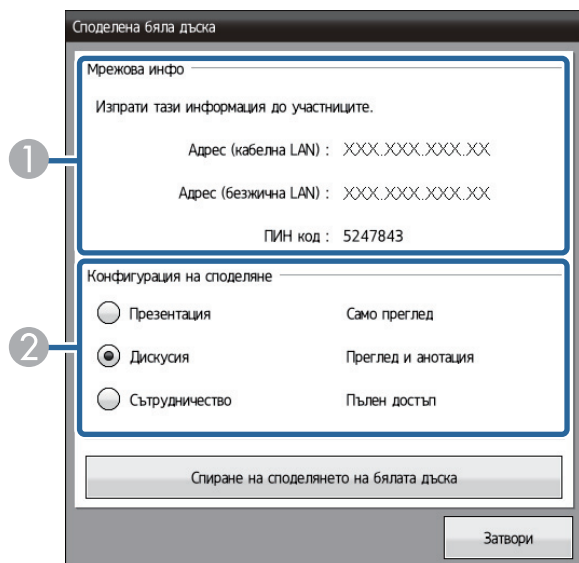 Споделена бяла дъска
Мрежова инфо
Изпрати тази информация до участниците.
1
Адрес (кабелна LAN) : XXX.XXX.XXX.XX
Адрес (безжична LAN) : XXX.XXX.XXX.XX
ПИН код : 5247843
Конфигурация на споделяне
Презентация Само преглед
2
Дискусия Преглед и анотация
Сътрудничество Пълен достъп
Спиране на споделянето на бялата дъска
Затвори